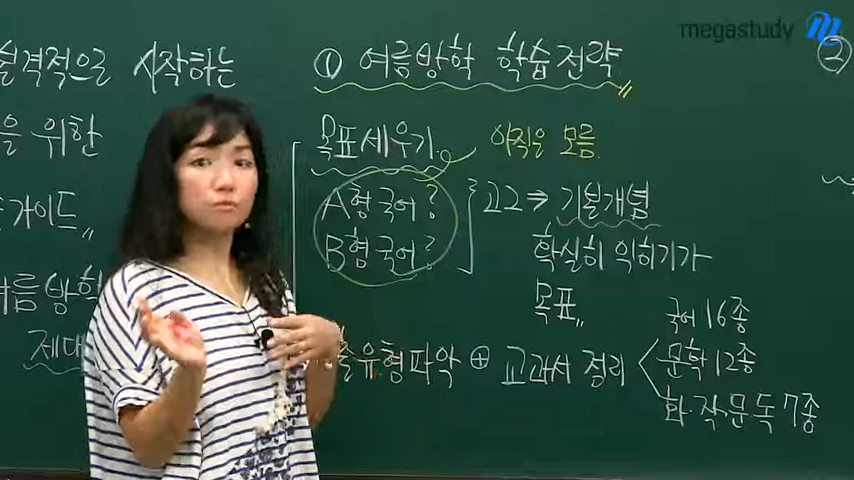 megastudy
실격적으로 시작하는
을 위한
가이드
여름 방학
제대
① 여름방학 학습전략
목표세우기.
아직은 모름
A형 국어?
B형 국어?
고2 ⇒ 기본개념
확실히 익히기가
목표
유형파악 ⊕ 교과서 정리
국어 16종
문학 12종
화·작·문 독 7종
②